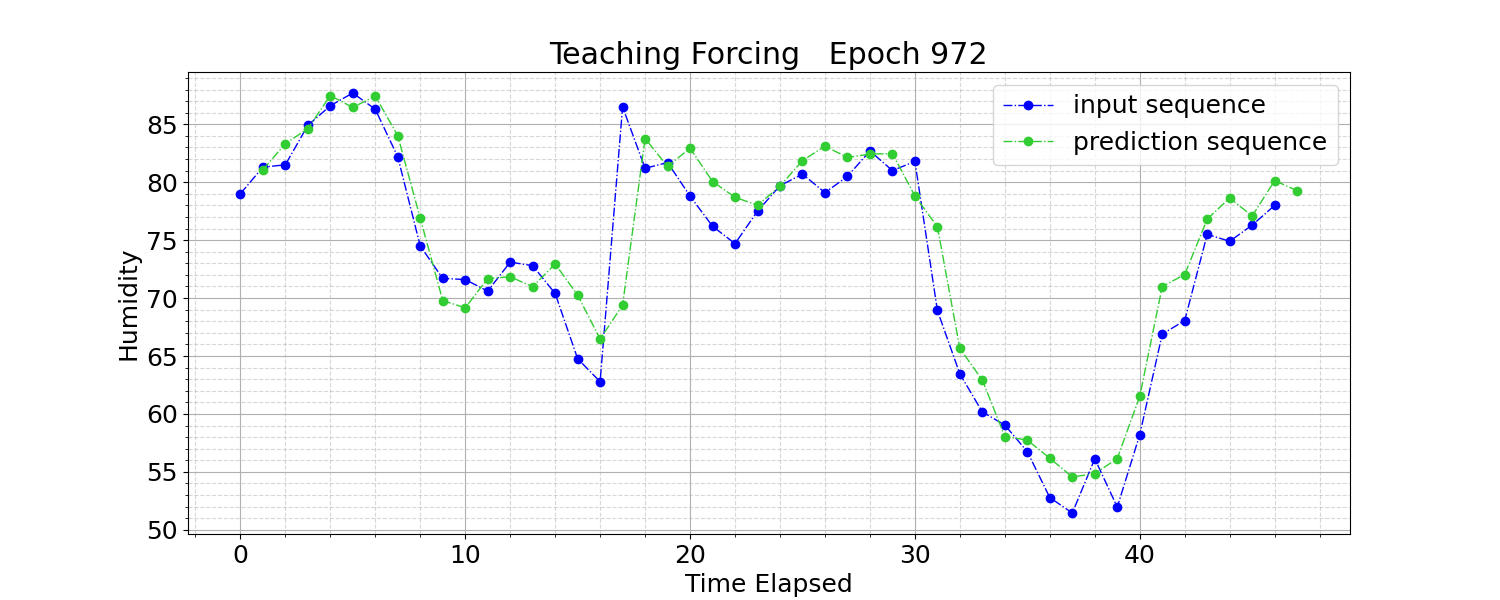 Teaching Forcing   Epoch 972
input sequence
prediction sequence
Humidity
85
80
75
70
65
60
55
50
0 10 20 30 40
Time Elapsed